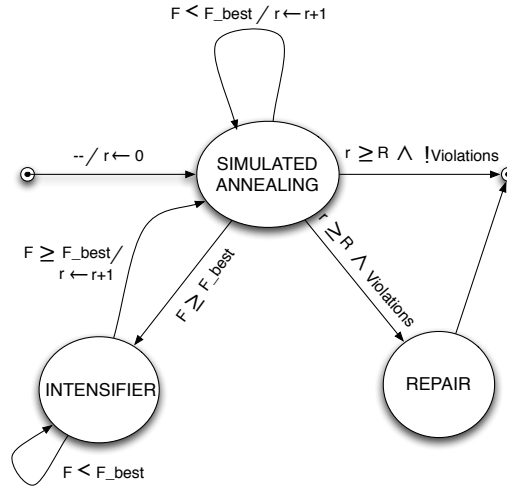 F < F_best / r ← r+1
-- / r ← 0
SIMULATED
ANNEALING
r ≥ R ∧ !Violations
F ≥ F_best/
r ← r+1
F ≥ F_best
r ≥ R ∧ Violations
INTENSIFIER
REPAIR
F < F_best